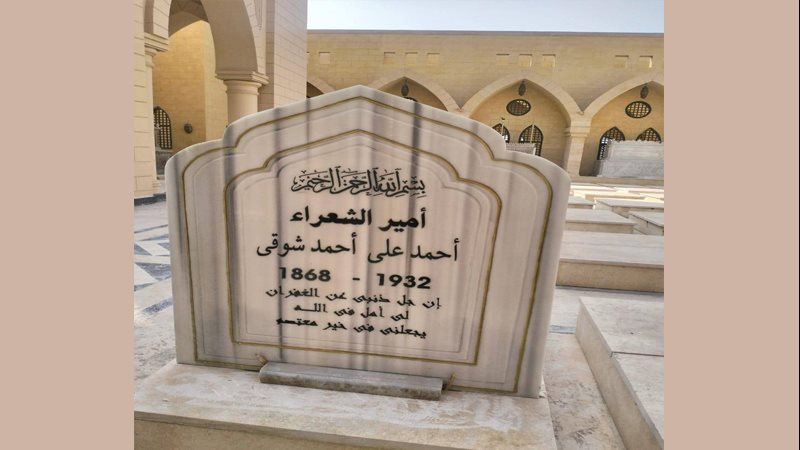 بسم الله الرحمن الرحيم
أمير الشعراء
أحمد على أحمد شوقى
1868 - 1932
إن جل ذنبى عن الغفران
لى أمل فى الله
يجعلنى فى خير معتصم